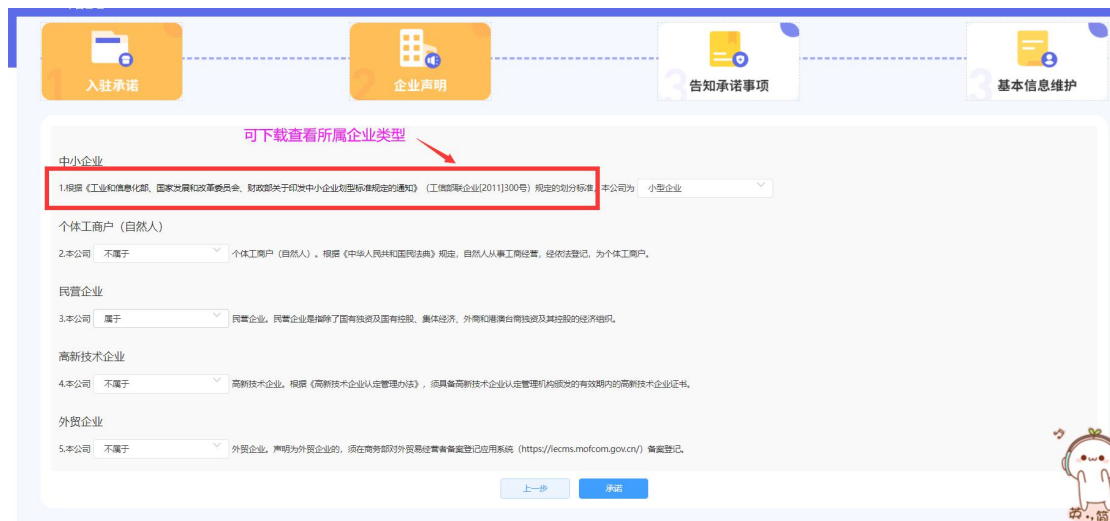 1 入驻承诺
2 企业声明
3 告知承诺事项
3 基本信息维护
可下载查看所属企业类型
中小企业
1.根据《工业和信息化部、国家发展和改革委员会、财政部关于印发中小企业划型标准规定的通知》（工信部联企业[2011]300号）规定的划分标准，本公司为 小型企业
个体工商户（自然人）
2.本公司 不属于 个体工商户（自然人）。根据《中华人民共和国民法典》规定，自然人从事工商经营，经依法登记，为个体工商户。
民营企业
3.本公司 属于 民营企业。民营企业是指除了国有独资及国有控股、集体经济、外商和港澳台商独资及其控股的经济组织。
高新技术企业
4.本公司 不属于 高新技术企业。根据《高新技术企业认定管理办法》，须具备高新技术企业认定管理机构颁发的有效期内的高新技术企业证书。
外贸企业
5.本公司 不属于 外贸企业。声明为外贸企业的，须在商务部对外贸易经营者备案登记应用系统（https://iecms.mofcom.gov.cn/）备案登记。
上一步 承诺
英 简